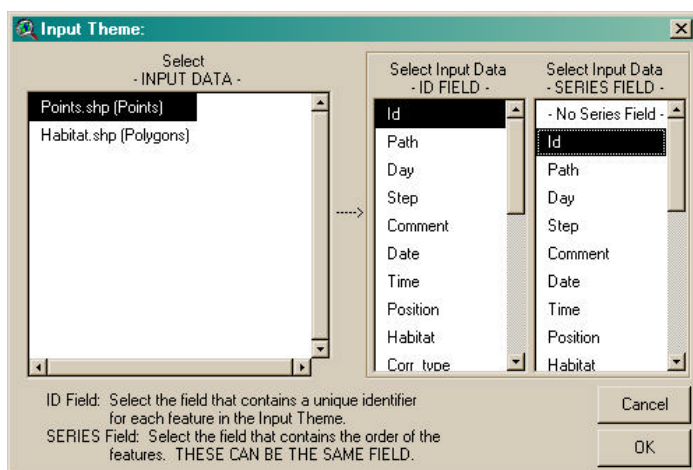 Input Theme:
Select
- INPUT DATA -
Points.shp (Points)
Habitat.shp (Polygons)
----->
Select Input Data
- ID FIELD -
Id
Path
Day
Step
Comment
Date
Time
Position
Habitat
Corr_type
Select Input Data
- SERIES FIELD -
- No Series Field -
Id
Path
Day
Step
Comment
Date
Time
Position
Habitat
ID Field: Select the field that contains a unique identifier
for each feature in the Input Theme.
SERIES Field: Select the field that contains the order of the
features. THESE CAN BE THE SAME FIELD.
Cancel
OK